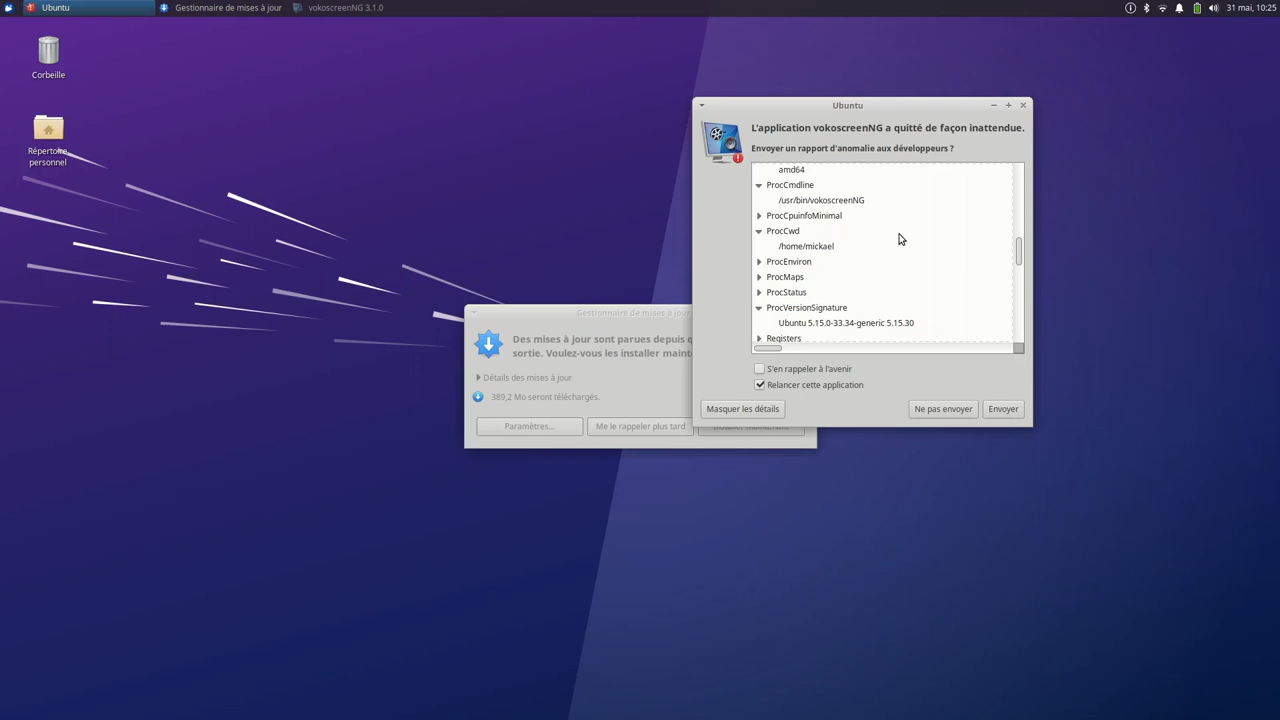 Ubuntu
Gestionnaire de mises à jour
vokoscreenNG 3.1.0
31 mai, 10:25
Corbeille
Répertoire
personnel
Ubuntu
L'application vokoscreenNG a quitté de façon inattendue.
Envoyer un rapport d'anomalie aux développeurs ?
amd64
ProcCmdline
/usr/bin/vokoscreenNG
ProcCpuinfoMinimal
ProcCwd
/home/mickael
ProcEnviron
ProcMaps
ProcStatus
ProcVersionSignature
Ubuntu 5.15.0-33.34-generic 5.15.30
Registers
S'en rappeler à l'avenir
Relancer cette application
Masquer les détails
Ne pas envoyer
Envoyer
Gestionnaire de mises à jour
Des mises à jour sont parues depuis q
sortie. Voulez-vous les installer maint
Détails des mises à jour
389,2 Mo seront téléchargés.
Paramètres...
Me le rappeler plus tard